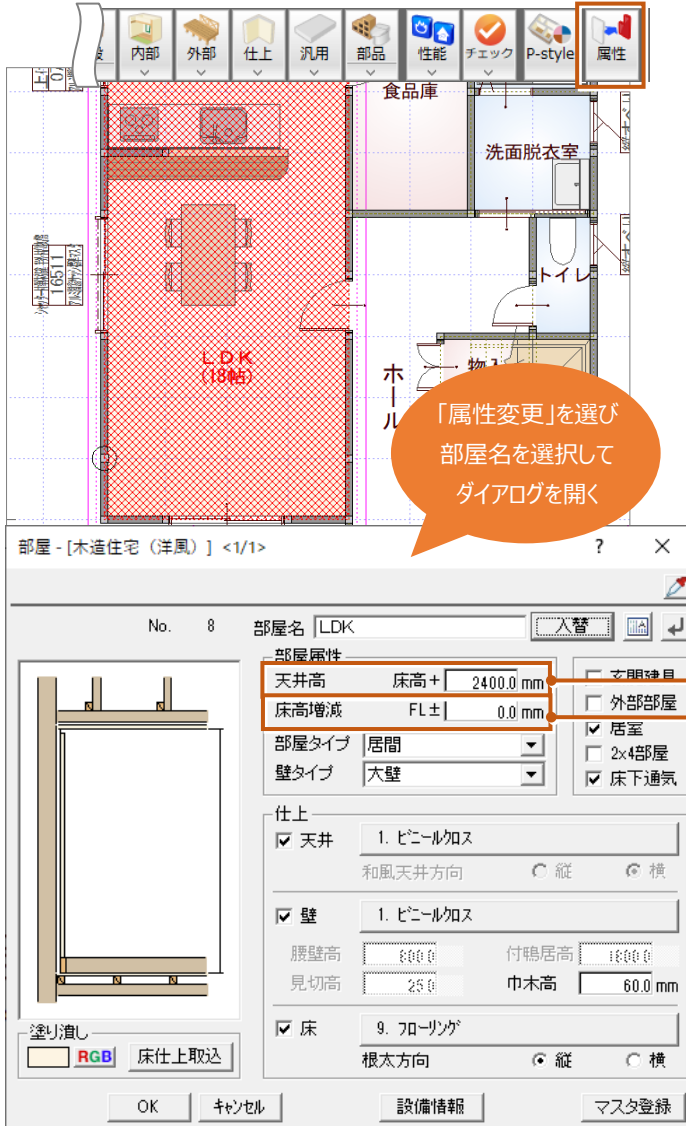 内部
外部
仕上
汎用
部品
性能
チェック
P-style
属性
食品庫
洗面脱衣室
16511
トイレ
LDK
(18帖)
ホール
「属性変更」を選び
部屋名を選択して
ダイアログを開く
部屋 - [木造住宅（洋風）] <1/1>
? ×
No. 8 部屋名 LDK 入替
部屋属性
天井高 床高+ 2400.0 mm
玄関建具
床高増減 FL± 0.0 mm
外部部屋
部屋タイプ 居間
居室
2x4部屋
壁タイプ 大壁
床下通気
仕上
天井 1. ビニールクロス
和風天井方向 縦 横
壁 1. ビニールクロス
腰壁高 800.0 付鴨居高 1800.0
見切高 25.0 巾木高 60.0 mm
床 9. フローリング
根太方向 縦 横
塗り潰し
RGB 床仕上取込
OK キャンセル 設備情報 マスタ登録